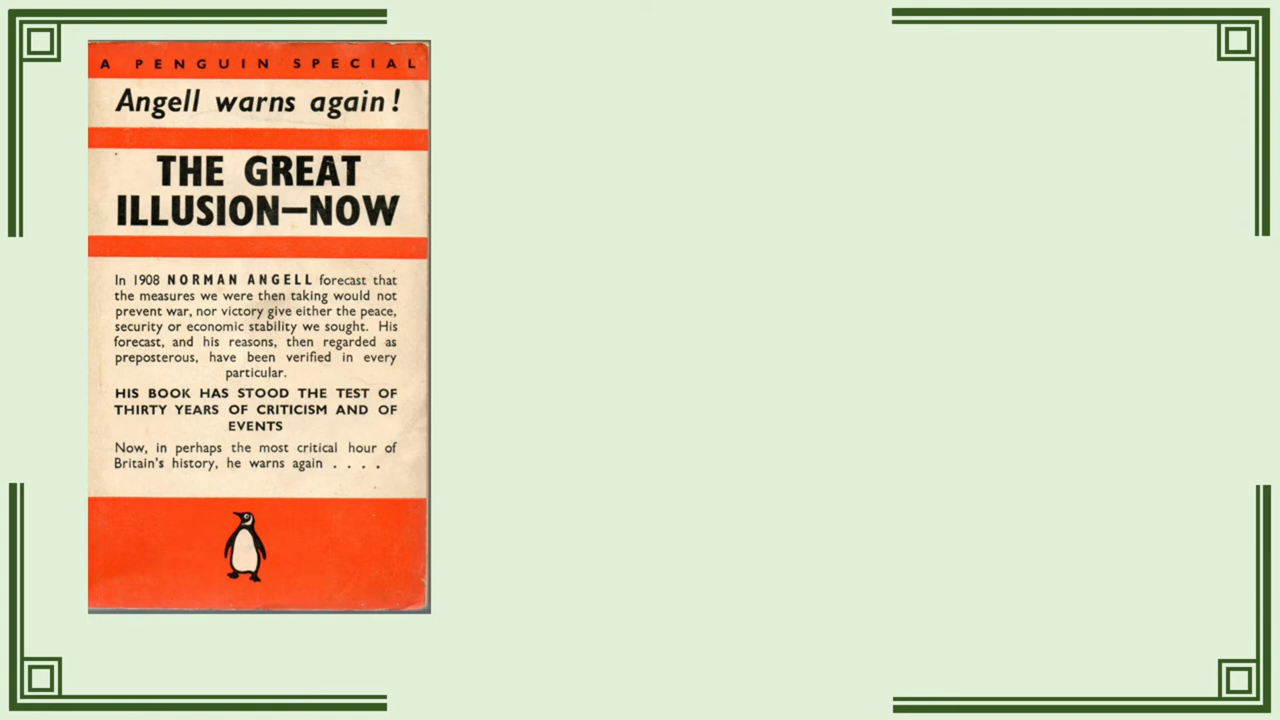 A PENGUIN SPECIAL
Angell warns again!
THE GREAT
ILLUSION—NOW
In 1908 NORMAN ANGELL forecast that
the measures we were then taking would not
prevent war, nor victory give either the peace,
security or economic stability we sought. His
forecast, and his reasons, then regarded as
preposterous, have been verified in every
particular.
HIS BOOK HAS STOOD THE TEST OF
THIRTY YEARS OF CRITICISM AND OF
EVENTS
Now, in perhaps the most critical hour of
Britain's history, he warns again . . . .